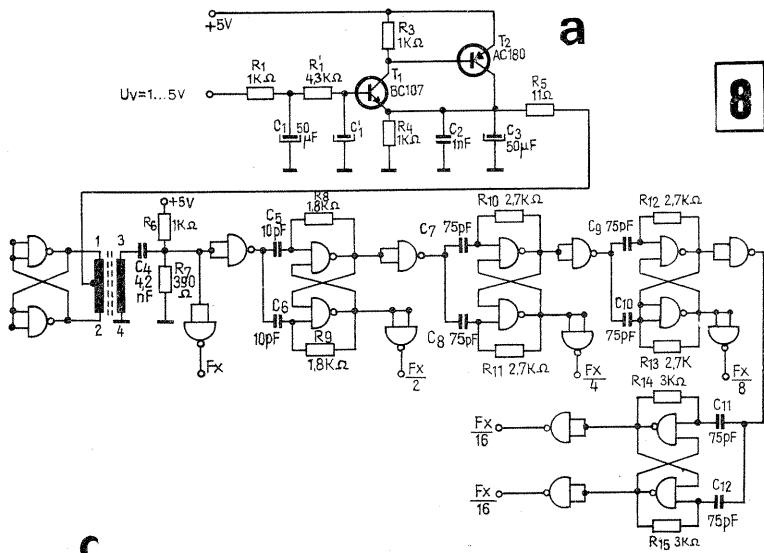 +5V
a
8
R3
1KΩ
T2
AC180
R1
1KΩ
R'1
4,3KΩ
T1
BC107
Uv=1...5V
C1
50
µF
C'1
R4
1KΩ
C2
1nF
C3
50µF
R5
11Ω
+5V
R6
1KΩ
1
2
3
4
C4
4,2
nF
R7
390
Ω
Fx
C5
10pF
R8
1,8KΩ
C6
10pF
R9
1,8KΩ
Fx/2
C7
75pF
R10 2,7KΩ
C8
75pF
R11 2,7KΩ
Fx/4
C9 75pF
R12 2,7KΩ
C10
75pF
R13 2,7K
Fx/8
R14 3KΩ
C11
75pF
Fx/16
C12
75pF
Fx/16
R15 3KΩ